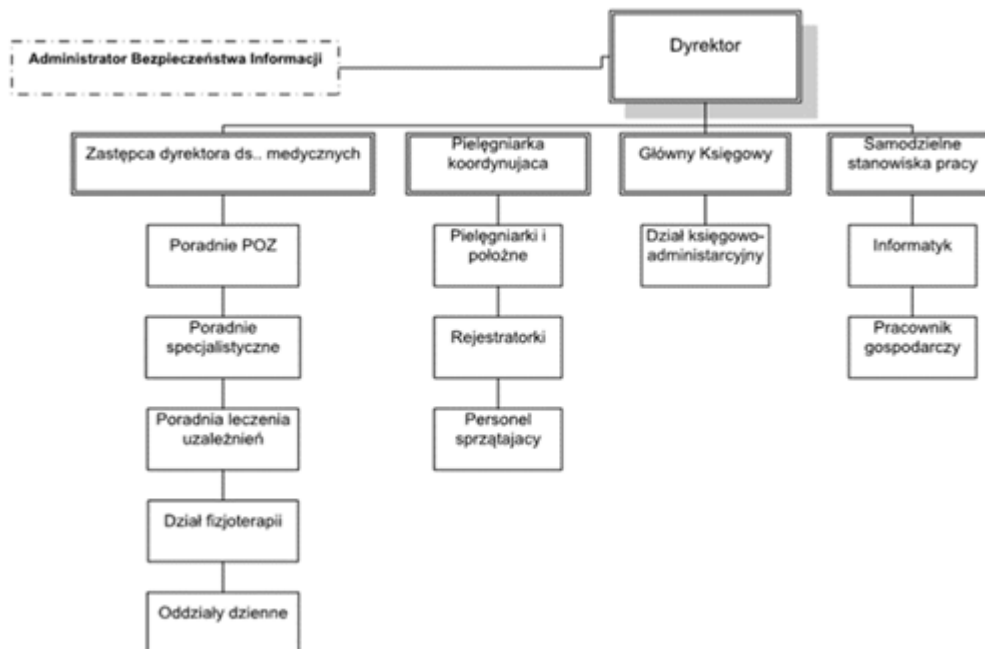 Dyrektor
Administrator Bezpieczeństwa Informacji
Zastępca dyrektora ds.. medycznych
Pielęgniarka
koordynujaca
Główny Księgowy
Samodzielne
stanowiska pracy
Poradnie POZ
Pielęgniarki i
położne
Dział księgowo-
administarcyjny
Informatyk
Poradnie
specjalistyczne
Rejestratorki
Pracownik
gospodarczy
Poradnia leczenia
uzależnień
Personel
sprzątajacy
Dział fizjoterapii
Oddziały dzienne